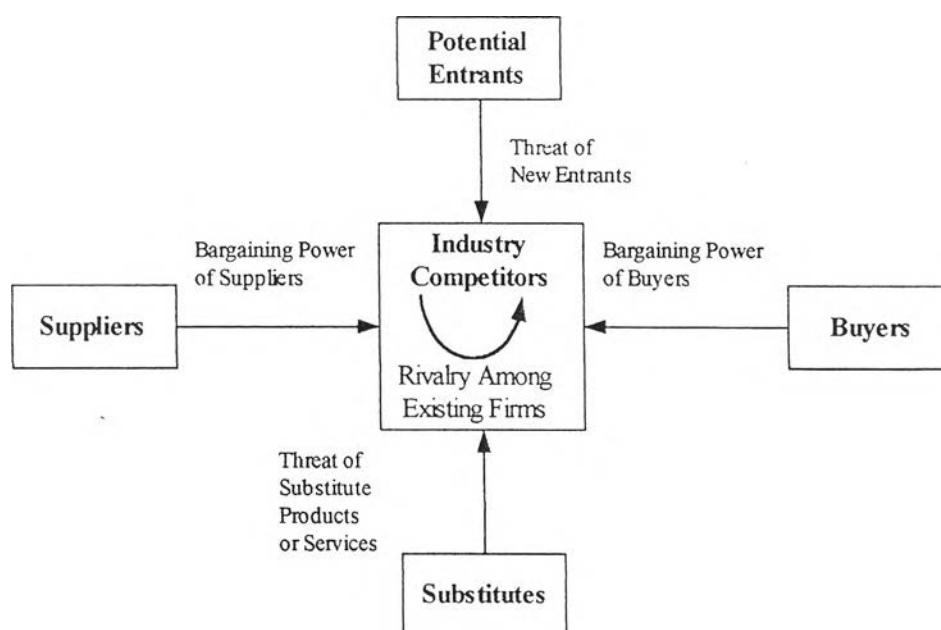 Potential
Entrants
Threat of
New Entrants
Industry
Competitors
Bargaining Power
of Suppliers
Bargaining Power
of Buyers
Suppliers
Buyers
Rivalry Among
Existing Firms
Threat of
Substitute
Products
or Services
Substitutes